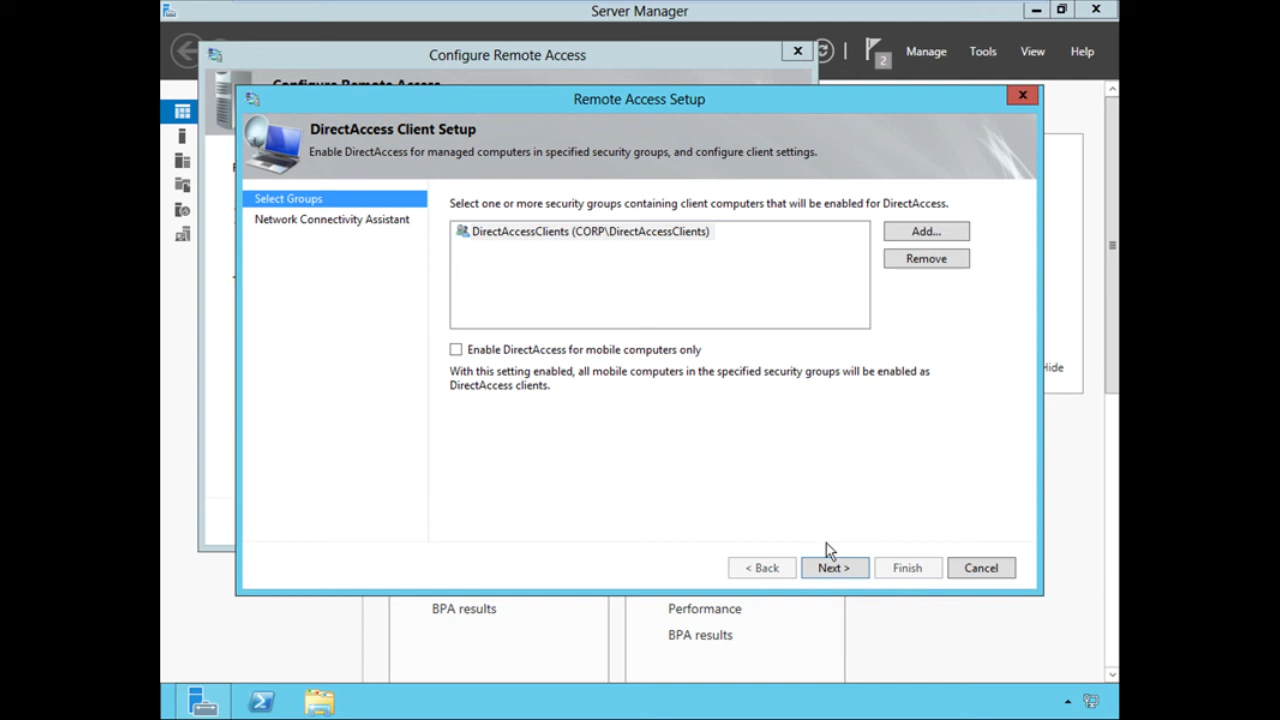 Server Manager
Configure Remote Access
2
Manage
Tools
View
Help
Configure Remote Access
Remote Access Setup
DirectAccess Client Setup
Enable DirectAccess for managed computers in specified security groups, and configure client settings.
Select Groups
Network Connectivity Assistant
Select one or more security groups containing client computers that will be enabled for DirectAccess.
DirectAccessClients (CORP\DirectAccessClients)
Add...
Remove
Enable DirectAccess for mobile computers only
With this setting enabled, all mobile computers in the specified security groups will be enabled as
DirectAccess clients.
Hide
< Back
Next >
Finish
Cancel
BPA results
Performance
BPA results